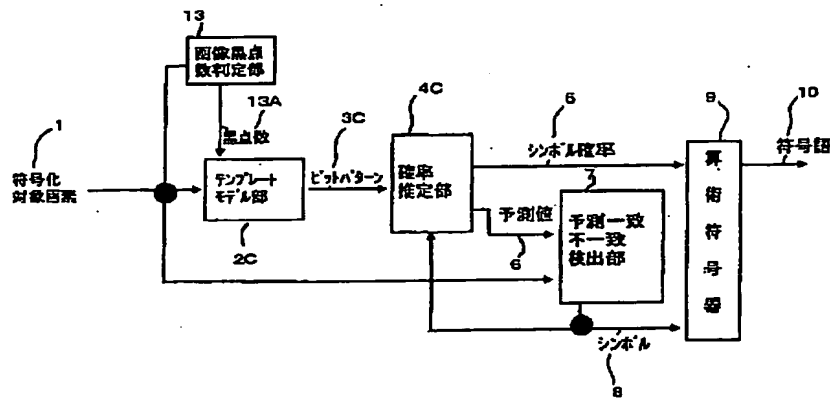 13
画像黒点
数判定部
13A
黒点数
1
符号化
対象画素
テンプレート
モデル部
2C
3C
ビットパターン
4C
確率
推定部
5
シンボル確率
予測値
6
7
予測一致
不一致
検出部
シンボル
8
9
算術符号器
10
符号語